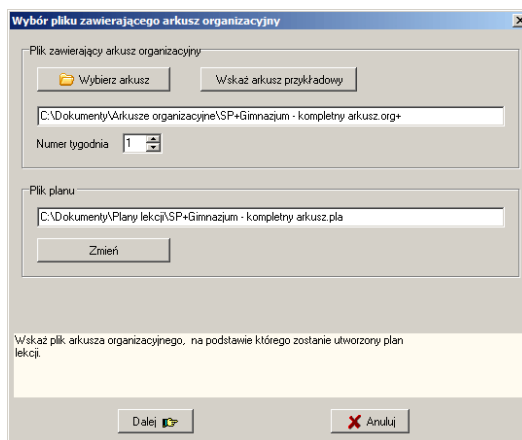 Wybór pliku zawierającego arkusz organizacyjny
Plik zawierający arkusz organizacyjny
Wybierz arkusz
Wskaż arkusz przykładowy
C:\Dokumenty\Arkusze organizacyjne\SP+Gimnazjum - kompletny arkusz.org+
Numer tygodnia 1
Plik planu
C:\Dokumenty\Plany lekcji\SP+Gimnazjum - kompletny arkusz.pla
Zmień
Wskaż plik arkusza organizacyjnego, na podstawie którego zostanie utworzony plan
lekcji.
Dalej
Anuluj